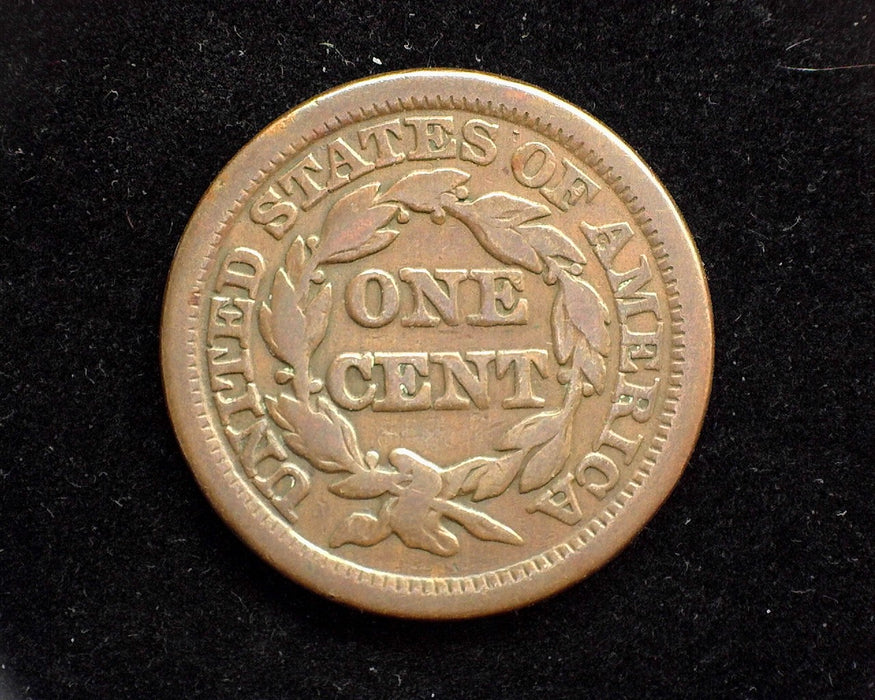 UNITED STATES OF AMERICA
ONE
CENT